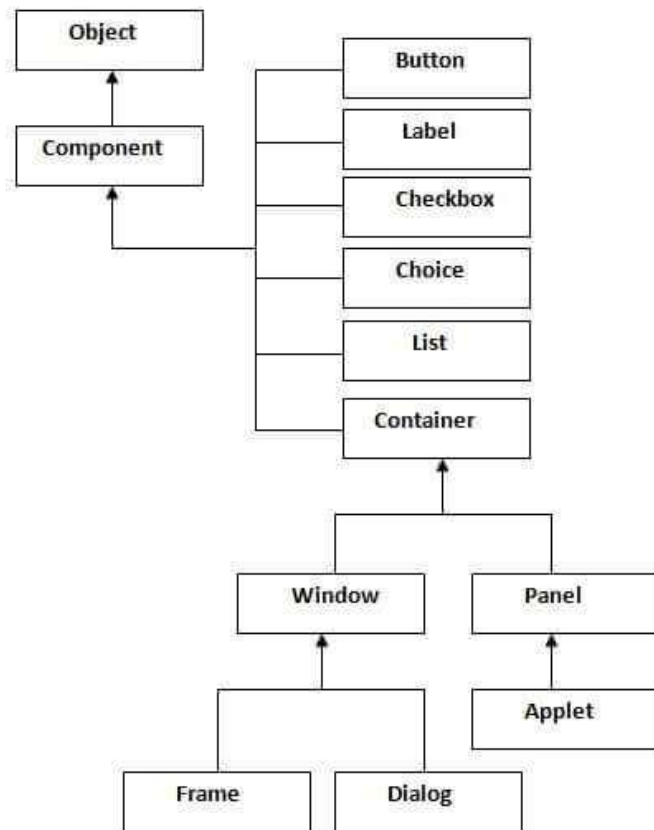 Object
Button
Label
Component
Checkbox
Choice
List
Container
Window
Panel
Applet
Frame
Dialog